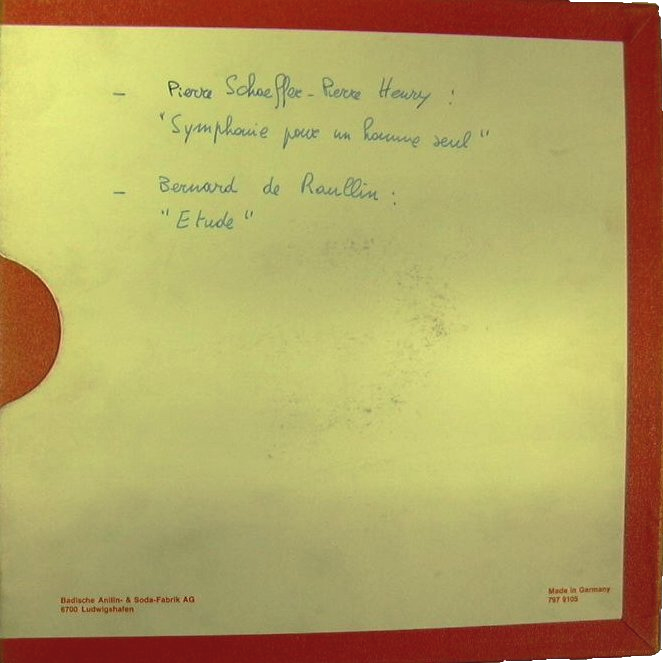 - Pierre Schaeffer - Pierre Henry :
"Symphonie pour un homme seul"
- Bernard de Raullin :
"Etude"
Badische Anilin- & Soda-Fabrik AG
6700 Ludwigshafen
Made in Germany
797 9105